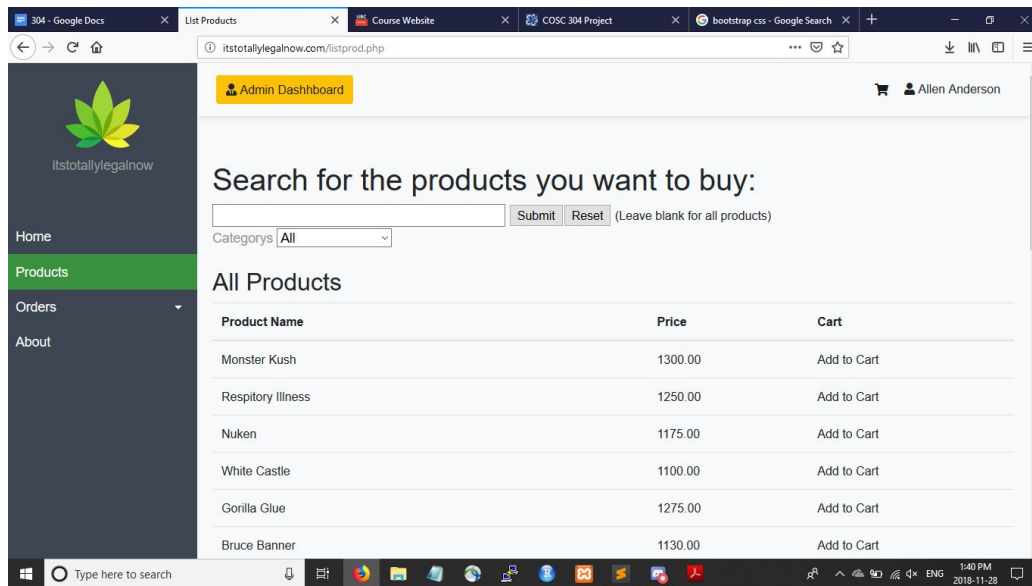 304 - Google Docs
LIst Products
UBC Course Website
COSC 304 Project
bootstrap css - Google Search
itstotallylegalnow.com/listprod.php
Admin Dashhboard
Allen Anderson
itstotallylegalnow
Home
Products
Orders
About
Search for the products you want to buy:
Submit Reset (Leave blank for all products)
Categorys All
All Products
Product Name Price Cart
Monster Kush 1300.00 Add to Cart
Respitory Illness 1250.00 Add to Cart
Nuken 1175.00 Add to Cart
White Castle 1100.00 Add to Cart
Gorilla Glue 1275.00 Add to Cart
Bruce Banner 1130.00 Add to Cart
Type here to search
ENG
1:40 PM
2018-11-28